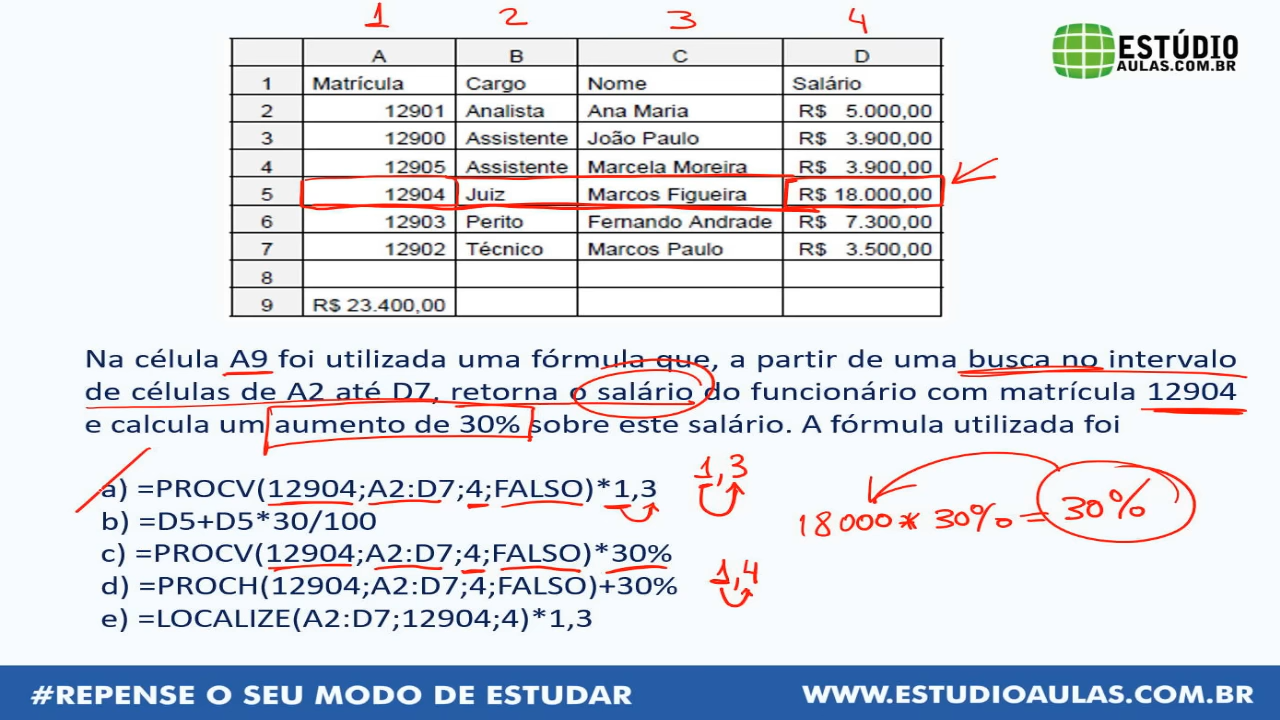 1 2 3 4
ESTÚDIO
AULAS.COM.BR
A B C D
1 Matrícula Cargo Nome Salário
2 12901 Analista Ana Maria R$ 5.000,00
3 12900 Assistente João Paulo R$ 3.900,00
4 12905 Assistente Marcela Moreira R$ 3.900,00
5 12904 Juiz Marcos Figueira R$ 18.000,00
6 12903 Perito Fernando Andrade R$ 7.300,00
7 12902 Técnico Marcos Paulo R$ 3.500,00
8
9 R$ 23.400,00
Na célula A9 foi utilizada uma fórmula que, a partir de uma busca no intervalo
de células de A2 até D7, retorna o salário do funcionário com matrícula 12904
e calcula um aumento de 30% sobre este salário. A fórmula utilizada foi
a) =PROCV(12904;A2:D7;4;FALSO)*1,3 1,3
b) =D5+D5*30/100 18000 * 30% = 30%
c) =PROCV(12904;A2:D7;4;FALSO)*30%
d) =PROCH(12904;A2:D7;4;FALSO)+30% 1,4
e) =LOCALIZE(A2:D7;12904;4)*1,3
#REPENSE O SEU MODO DE ESTUDAR WWW.ESTUDIOAULAS.COM.BR